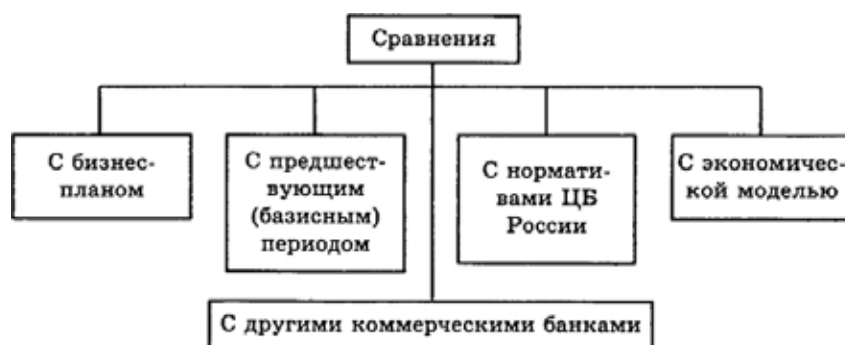 Сравнения
С бизнес-
планом
С предшест-
вующим
(базисным)
периодом
С нормати-
вами ЦБ
России
С экономичес-
кой моделью
С другими коммерческими банками